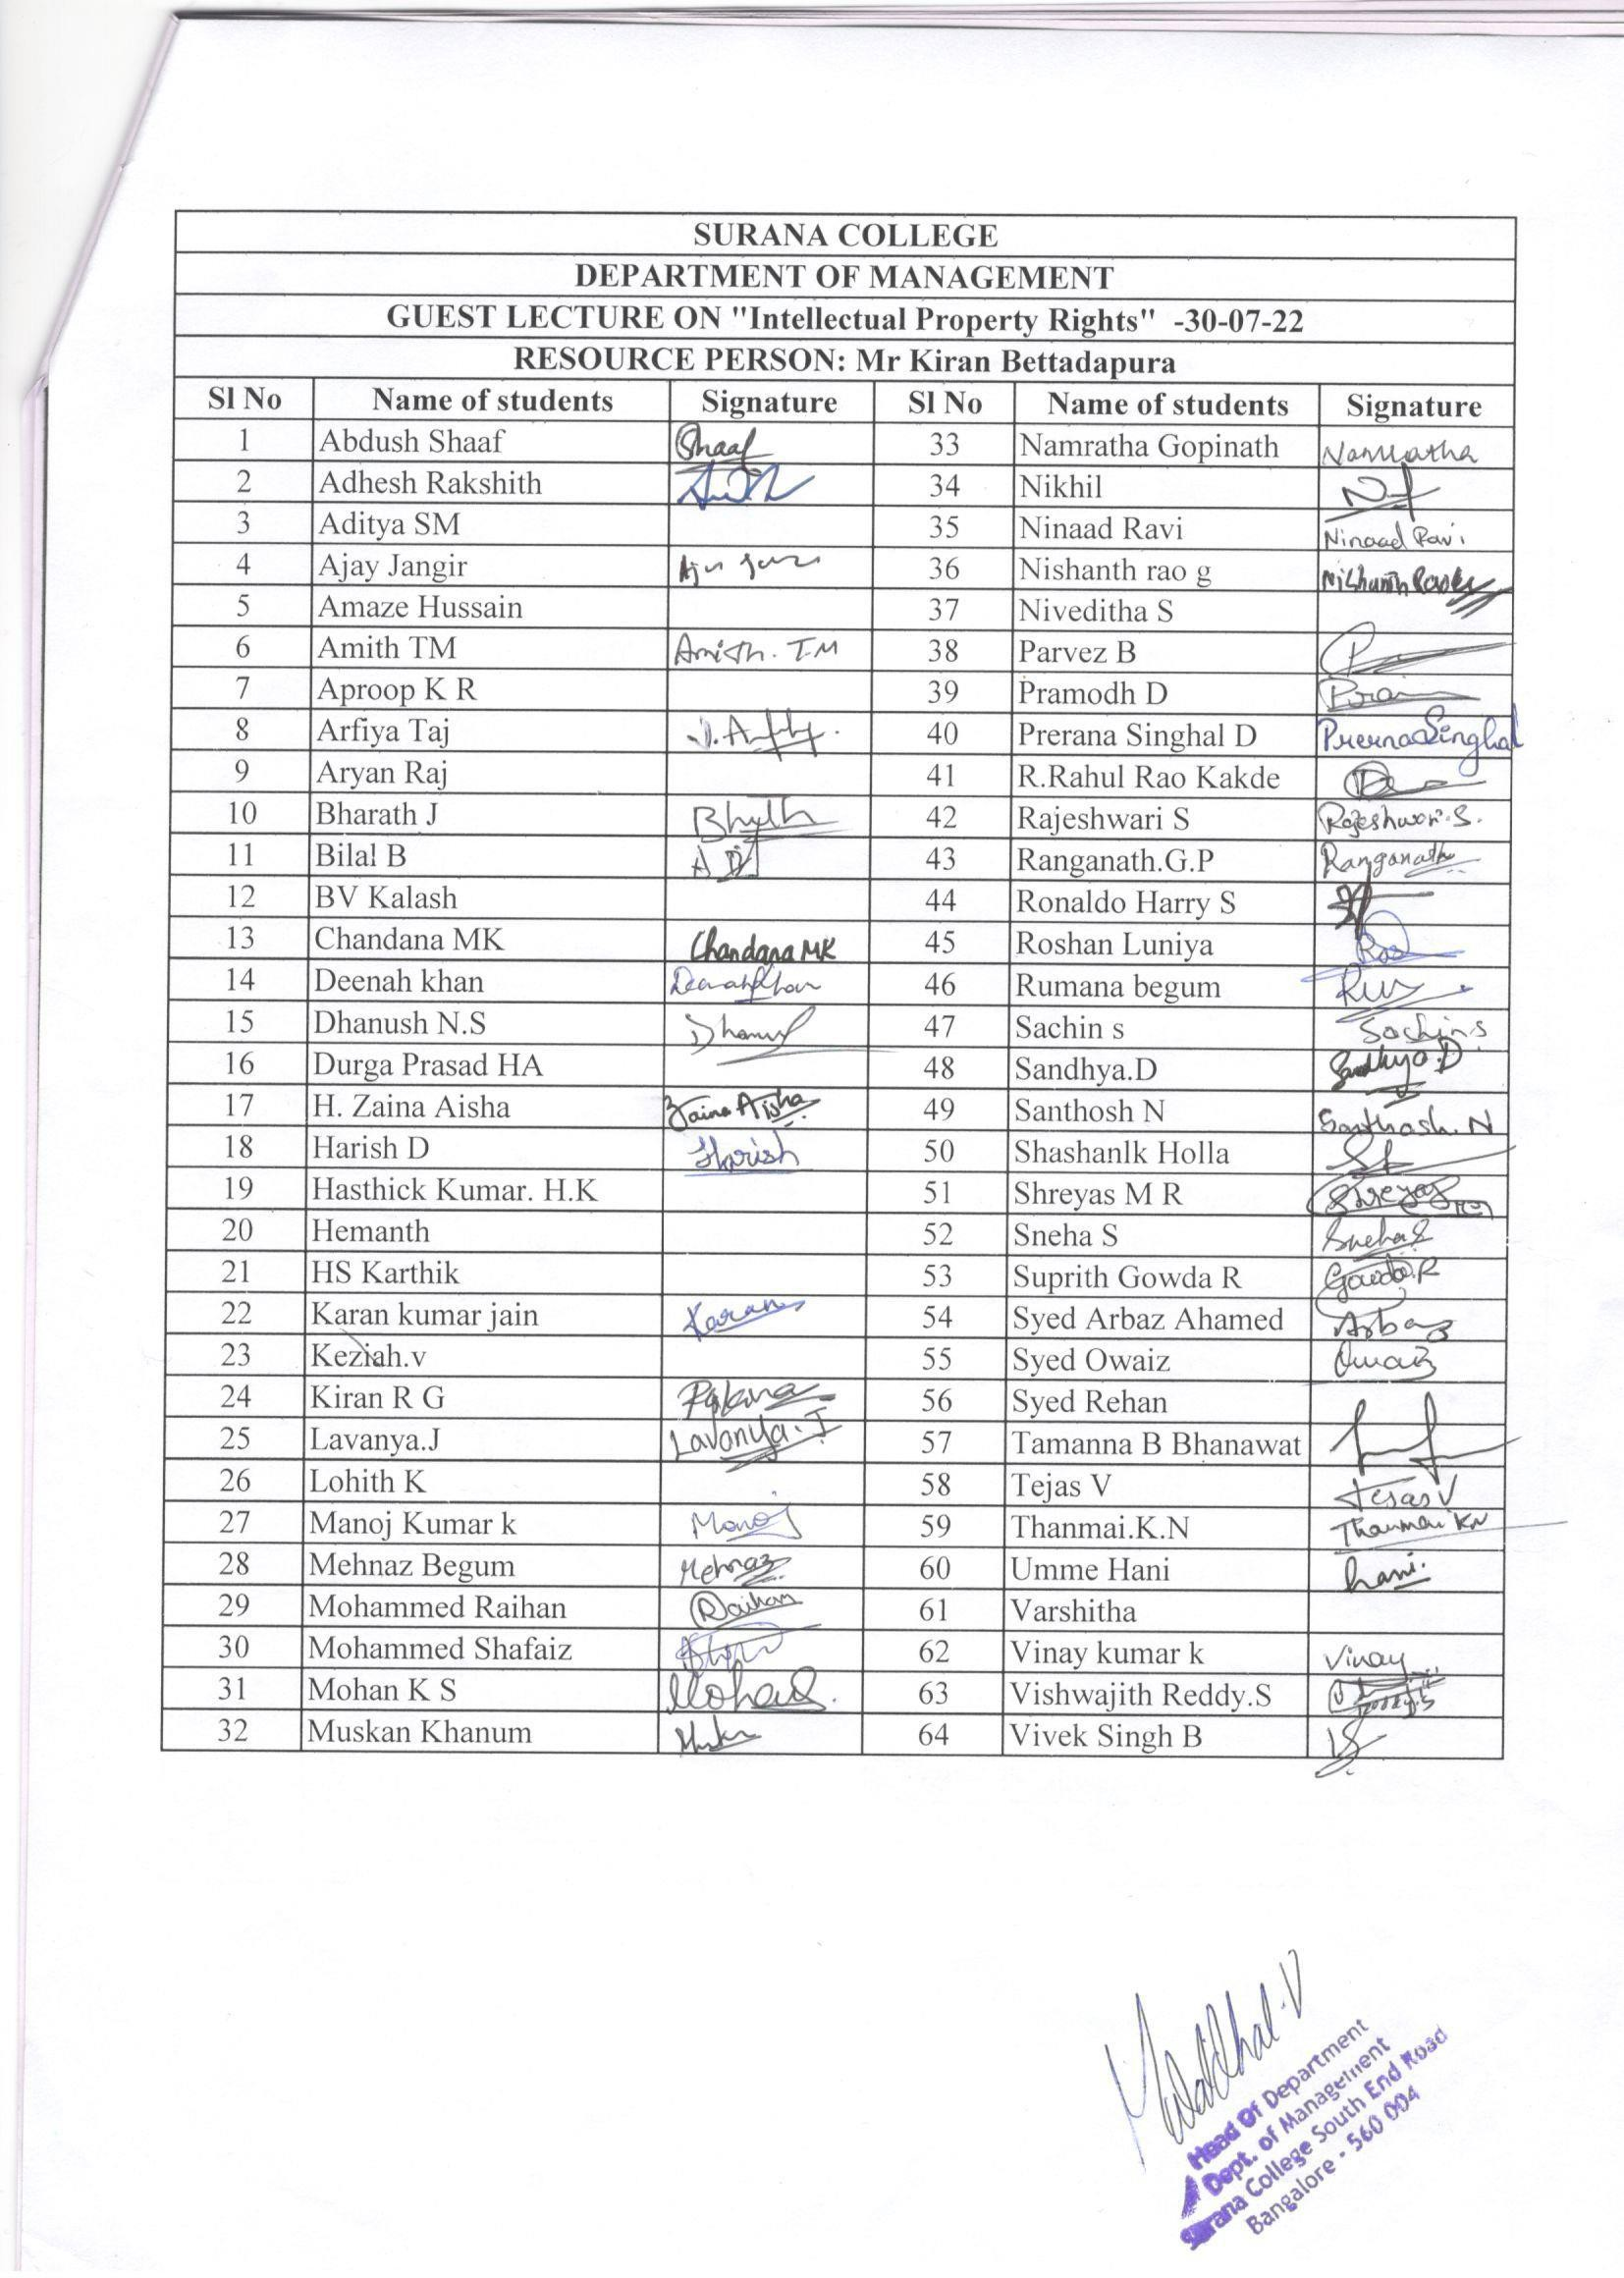 SURANA COLLEGE
DEPARTMENT OF MANAGEMENT
GUEST LECTURE ON "Intellectual Property Rights" -30-07-22
RESOURCE PERSON: Mr Kiran Bettadapura
Sl No Name of students Signature Sl No Name of students Signature
1 Abdush Shaaf Shaaf 33 Namratha Gopinath Namratha
2 Adhesh Rakshith 34 Nikhil
3 Aditya SM 35 Ninaad Ravi Ninaad Ravi
4 Ajay Jangir 36 Nishanth rao g
5 Amaze Hussain 37 Niveditha S
6 Amith TM Amith. T.M 38 Parvez B
7 Aproop K R 39 Pramodh D
8 Arfiya Taj 40 Prerana Singhal D Prerna Singhal
9 Aryan Raj 41 R.Rahul Rao Kakde
10 Bharath J 42 Rajeshwari S Rajeshwari.S.
11 Bilal B 43 Ranganath.G.P Ranganath
12 BV Kalash 44 Ronaldo Harry S
13 Chandana MK Chandana MK 45 Roshan Luniya
14 Deenah khan 46 Rumana begum
15 Dhanush N.S 47 Sachin s Sachin s
16 Durga Prasad HA 48 Sandhya.D Sandhya.D
17 H. Zaina Aisha Zaina Aisha 49 Santhosh N Santhosh.N
18 Harish D Harish 50 Shashanlk Holla
19 Hasthick Kumar. H.K 51 Shreyas M R
20 Hemanth 52 Sneha S Sneha S
21 HS Karthik 53 Suprith Gowda R Gowda.R
22 Karan kumar jain Karan 54 Syed Arbaz Ahamed Arbaz
23 Keziah.v 55 Syed Owaiz Owaiz
24 Kiran R G 56 Syed Rehan
25 Lavanya.J Lavanya.J 57 Tamanna B Bhanawat
26 Lohith K 58 Tejas V Tejas V
27 Manoj Kumar k Manoj 59 Thanmai.K.N Thanmai KN
28 Mehnaz Begum Mehnaz 60 Umme Hani hani.
29 Mohammed Raihan Raihan 61 Varshitha
30 Mohammed Shafaiz 62 Vinay kumar k Vinay
31 Mohan K S 63 Vishwajith Reddy.S
32 Muskan Khanum 64 Vivek Singh B
Head Of Department
Dept. of Management
Surana College South End Road
Bangalore - 560 004